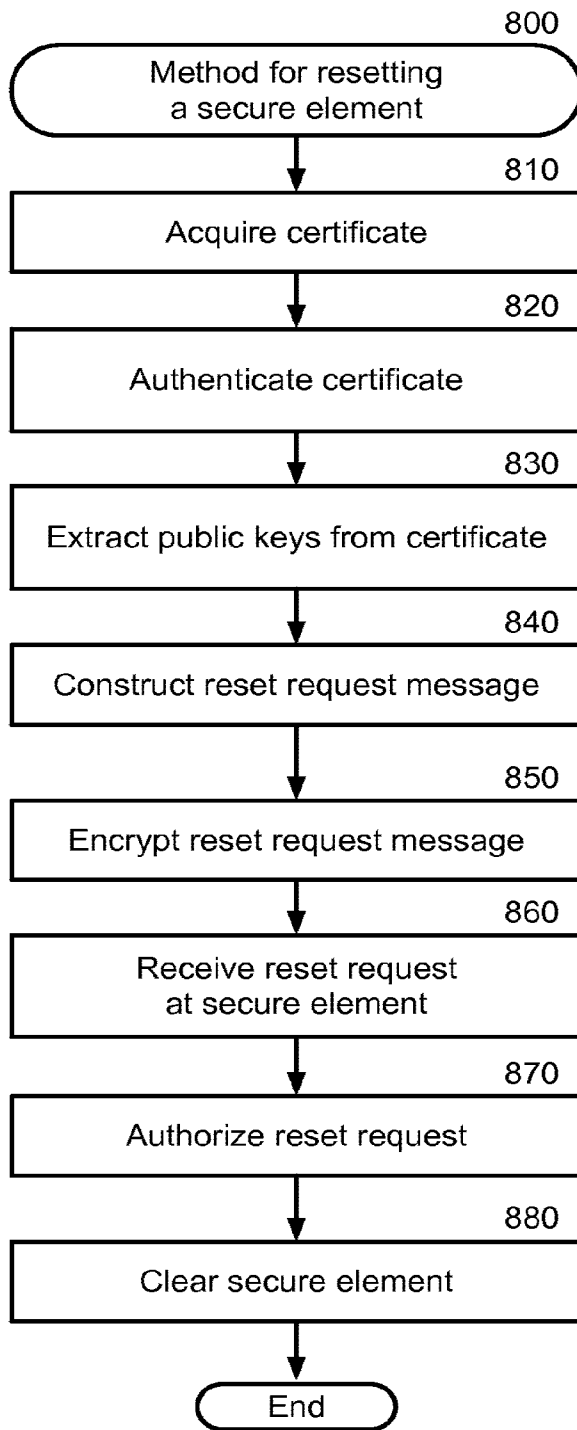 800
Method for resetting
a secure element
810
Acquire certificate
820
Authenticate certificate
830
Extract public keys from certificate
840
Construct reset request message
850
Encrypt reset request message
860
Receive reset request
at secure element
870
Authorize reset request
880
Clear secure element
End